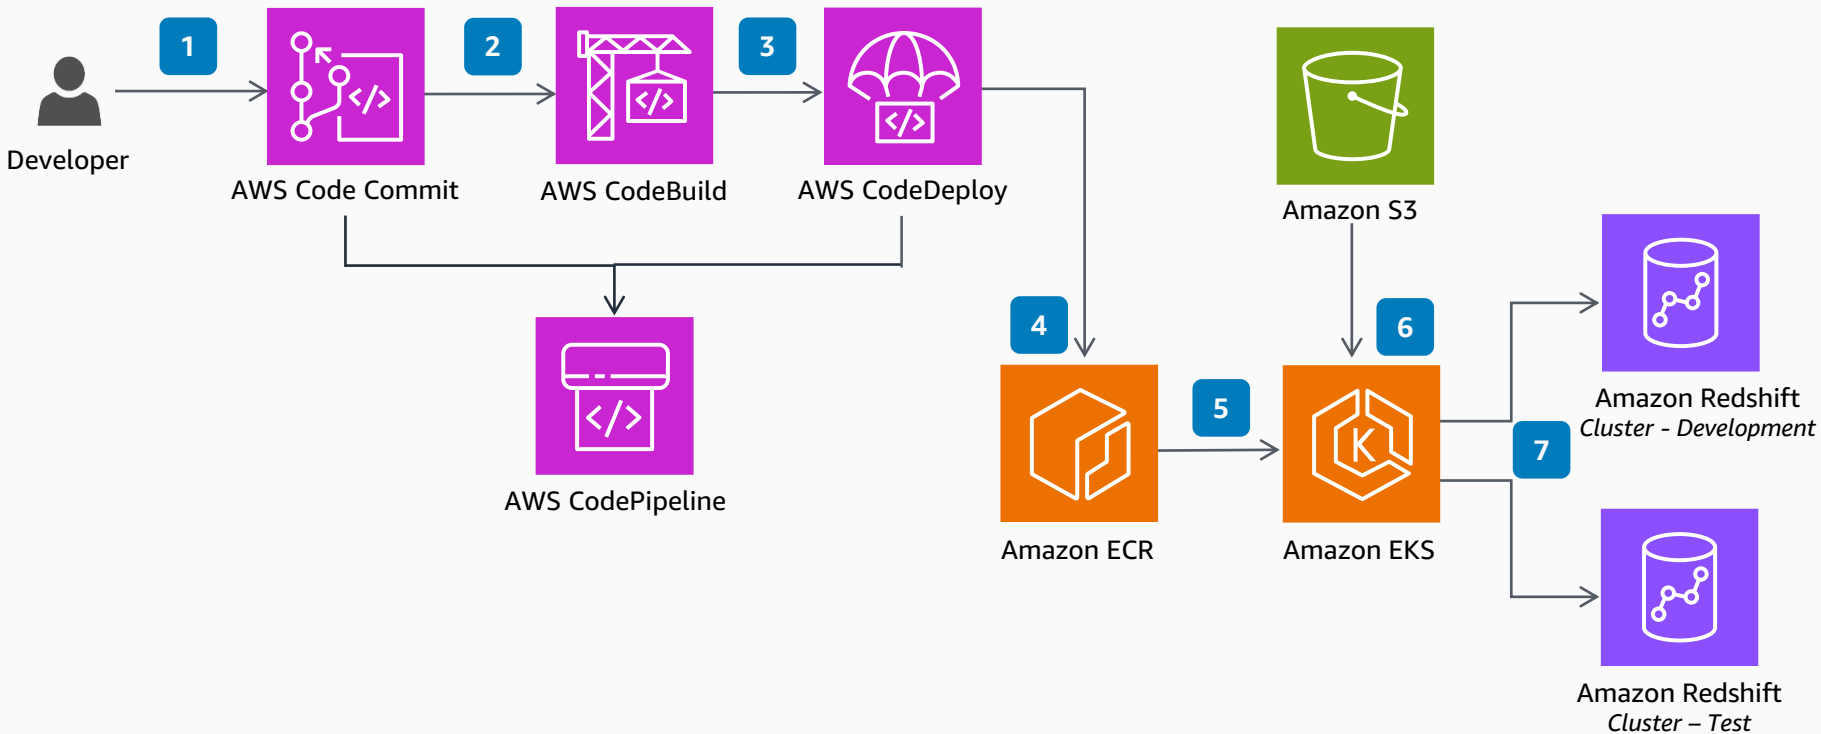 1
2
3
Developer
AWS Code Commit
AWS CodeBuild
AWS CodeDeploy
Amazon S3
4
6
AWS CodePipeline
5
K
Amazon ECR
Amazon EKS
Amazon Redshift
Cluster - Development
7
Amazon Redshift
Cluster – Test